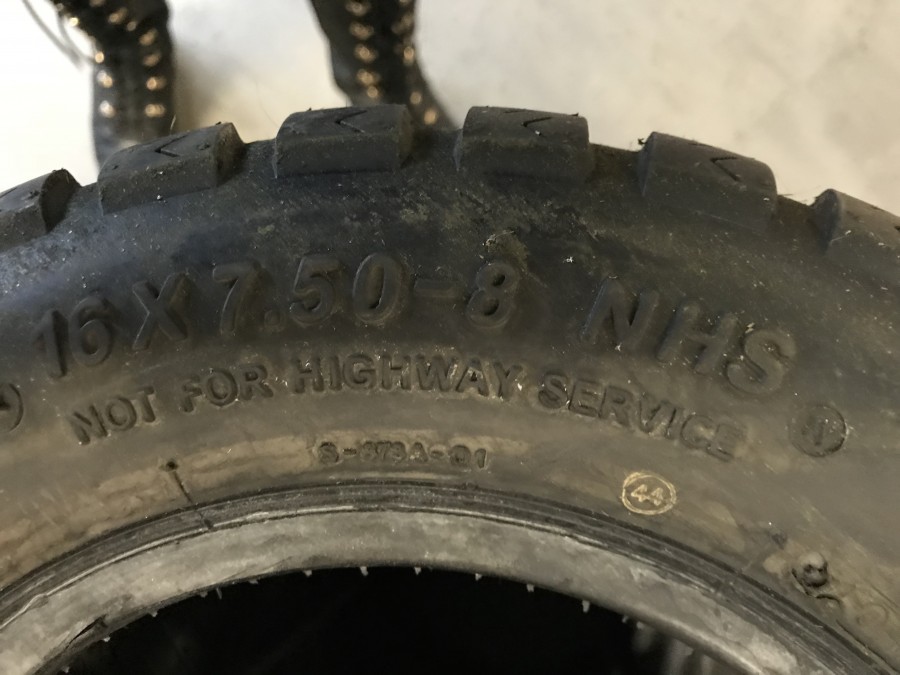 16X7.50-8 NHS
NOT FOR HIGHWAY SERVICE
44